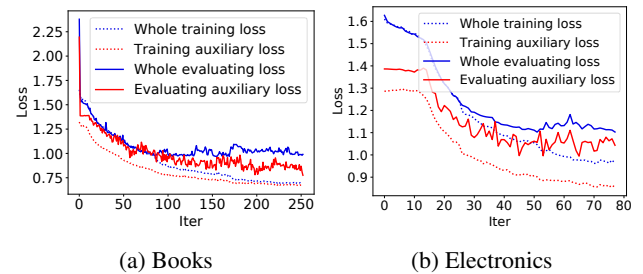 2.25
2.00
1.75
1.50
1.25
1.00
0.75
Loss
Whole training loss
Training auxiliary loss
Whole evaluating loss
Evaluating auxiliary loss
0 50 100 150 200 250
Iter
(a) Books
1.6
1.5
1.4
1.3
1.2
1.1
1.0
0.9
Loss
Whole training loss
Training auxiliary loss
Whole evaluating loss
Evaluating auxiliary loss
0 10 20 30 40 50 60 70 80
Iter
(b) Electronics